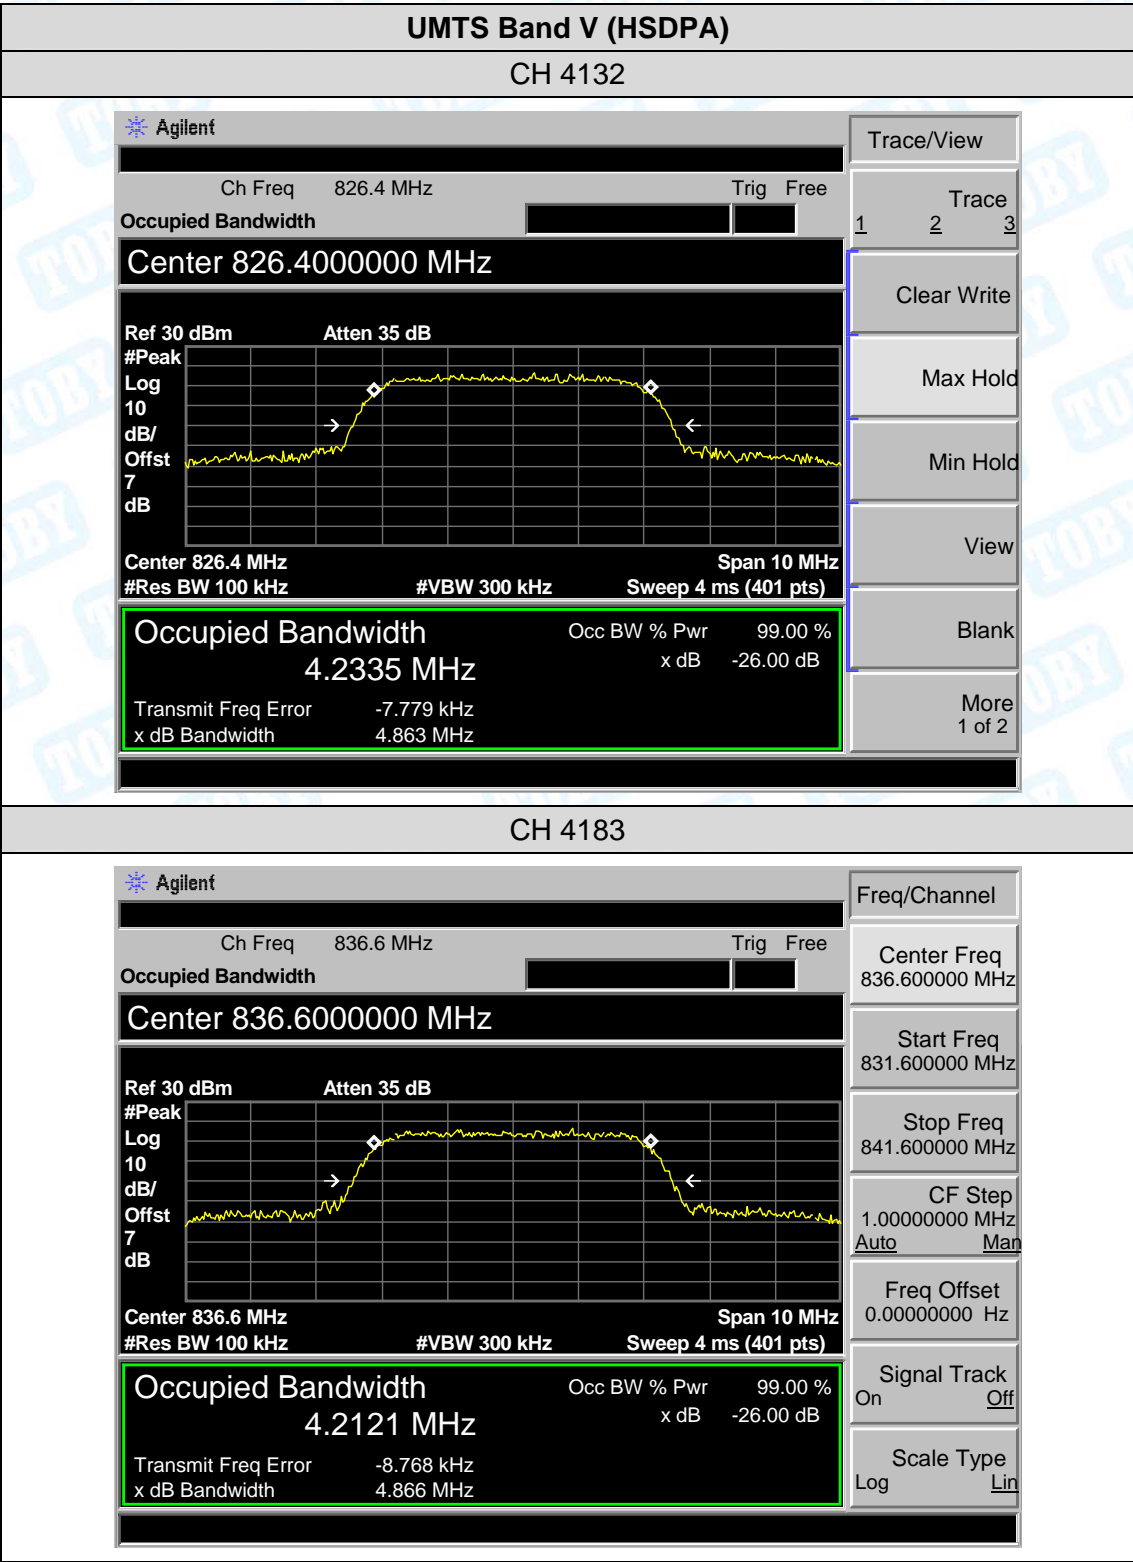 UMTS Band V (HSDPA)
CH 4132
Agilent
Trace/View
Ch Freq 826.4 MHz Trig Free
Occupied Bandwidth
Trace
1 2 3
Center 826.4000000 MHz
Clear Write
Ref 30 dBm Atten 35 dB
#Peak
Log
10
dB/
Offst
7
dB
Max Hold
Min Hold
View
Center 826.4 MHz Span 10 MHz
#Res BW 100 kHz #VBW 300 kHz Sweep 4 ms (401 pts)
Occupied Bandwidth Occ BW % Pwr 99.00 %
4.2335 MHz x dB -26.00 dB
Blank
Transmit Freq Error -7.779 kHz
x dB Bandwidth 4.863 MHz
More
1 of 2
CH 4183
Agilent
Freq/Channel
Ch Freq 836.6 MHz Trig Free
Occupied Bandwidth
Center Freq
836.600000 MHz
Center 836.6000000 MHz
Start Freq
831.600000 MHz
Ref 30 dBm Atten 35 dB
#Peak
Log
10
dB/
Offst
7
dB
Stop Freq
841.600000 MHz
CF Step
1.00000000 MHz
Auto Man
Freq Offset
0.00000000 Hz
Center 836.6 MHz Span 10 MHz
#Res BW 100 kHz #VBW 300 kHz Sweep 4 ms (401 pts)
Occupied Bandwidth Occ BW % Pwr 99.00 %
4.2121 MHz x dB -26.00 dB
Signal Track
On Off
Transmit Freq Error -8.768 kHz
x dB Bandwidth 4.866 MHz
Scale Type
Log Lin
TOBY